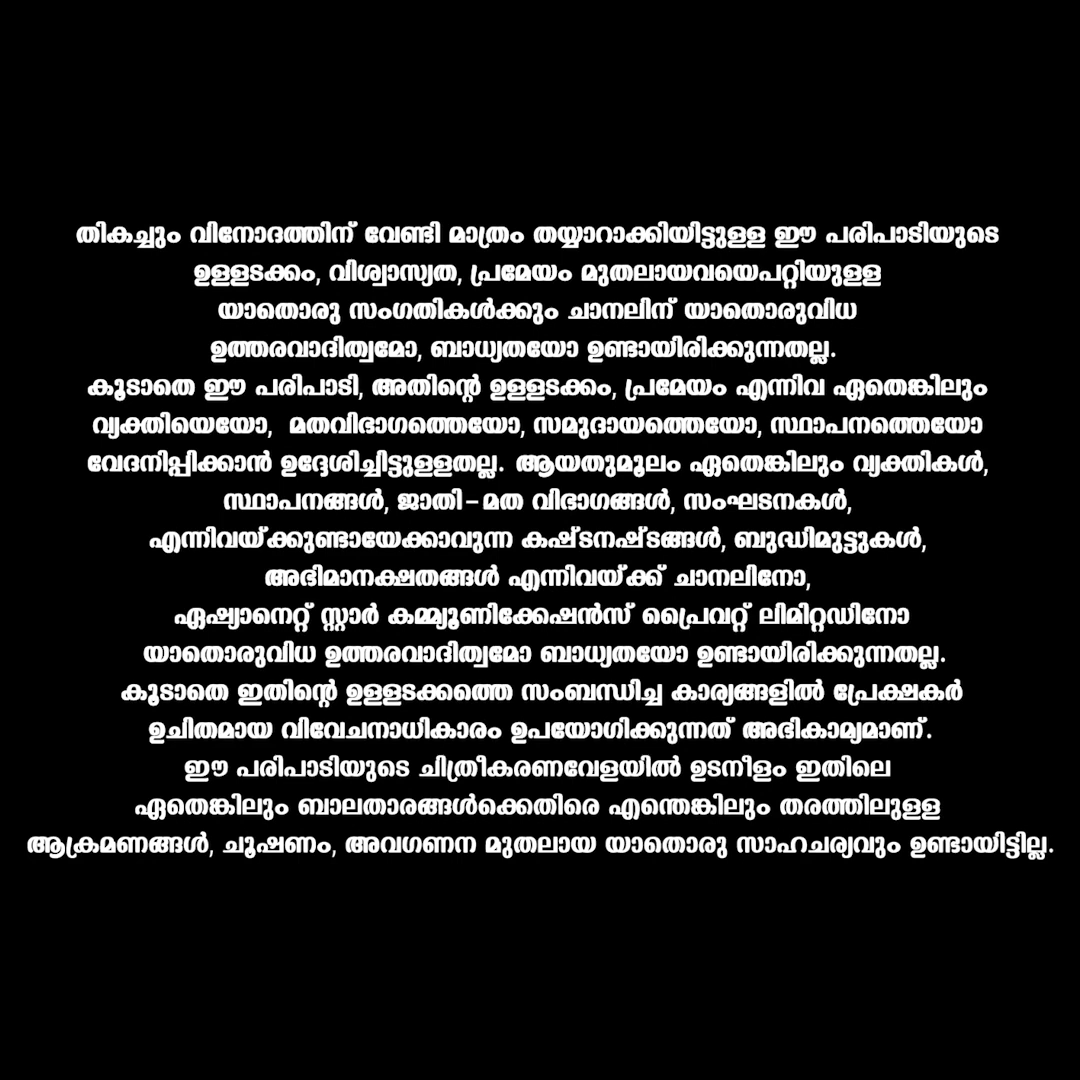 തികച്ചും വിനോദത്തിന് വേണ്ടി മാത്രം തയ്യാറാക്കിയിട്ടുള്ള ഈ പരിപാടിയുടെ
ഉള്ളടക്കം, വിശ്വാസ്യത, പ്രമേയം മുതലായവയെപറ്റിയുള്ള
യാതൊരു സംഗതികൾക്കും ചാനലിന് യാതൊരുവിധ
ഉത്തരവാദിത്വമോ, ബാധ്യതയോ ഉണ്ടായിരിക്കുന്നതല്ല.
കൂടാതെ ഈ പരിപാടി, അതിന്റെ ഉള്ളടക്കം, പ്രമേയം എന്നിവ ഏതെങ്കിലും
വ്യക്തിയെയോ, മതവിഭാഗത്തെയോ, സമുദായത്തെയോ, സ്ഥാപനത്തെയോ
വേദനിപ്പിക്കാൻ ഉദ്ദേശിച്ചിട്ടുള്ളതല്ല. ആയതുമൂലം ഏതെങ്കിലും വ്യക്തികൾ,
സ്ഥാപനങ്ങൾ, ജാതി-മത വിഭാഗങ്ങൾ, സംഘടനകൾ,
എന്നിവയ്ക്കുണ്ടായേക്കാവുന്ന കഷ്ടനഷ്ടങ്ങൾ, ബുദ്ധിമുട്ടുകൾ,
അഭിമാനക്ഷതങ്ങൾ എന്നിവയ്ക്ക് ചാനലിനോ,
ഏഷ്യാനെറ്റ് സ്റ്റാർ കമ്മ്യൂണിക്കേഷൻസ് പ്രൈവറ്റ് ലിമിറ്റഡിനോ
യാതൊരുവിധ ഉത്തരവാദിത്വമോ ബാധ്യതയോ ഉണ്ടായിരിക്കുന്നതല്ല.
കൂടാതെ ഇതിന്റെ ഉള്ളടക്കത്തെ സംബന്ധിച്ച കാര്യങ്ങളിൽ പ്രേക്ഷകർ
ഉചിതമായ വിവേചനാധികാരം ഉപയോഗിക്കുന്നത് അഭികാമ്യമാണ്.
ഈ പരിപാടിയുടെ ചിത്രീകരണവേളയിൽ ഉടനീളം ഇതിലെ
ഏതെങ്കിലും ബാലതാരങ്ങൾക്കെതിരെ എന്തെങ്കിലും തരത്തിലുള്ള
ആക്രമണങ്ങൾ, ചൂഷണം, അവഗണന മുതലായ യാതൊരു സാഹചര്യവും ഉണ്ടായിട്ടില്ല.